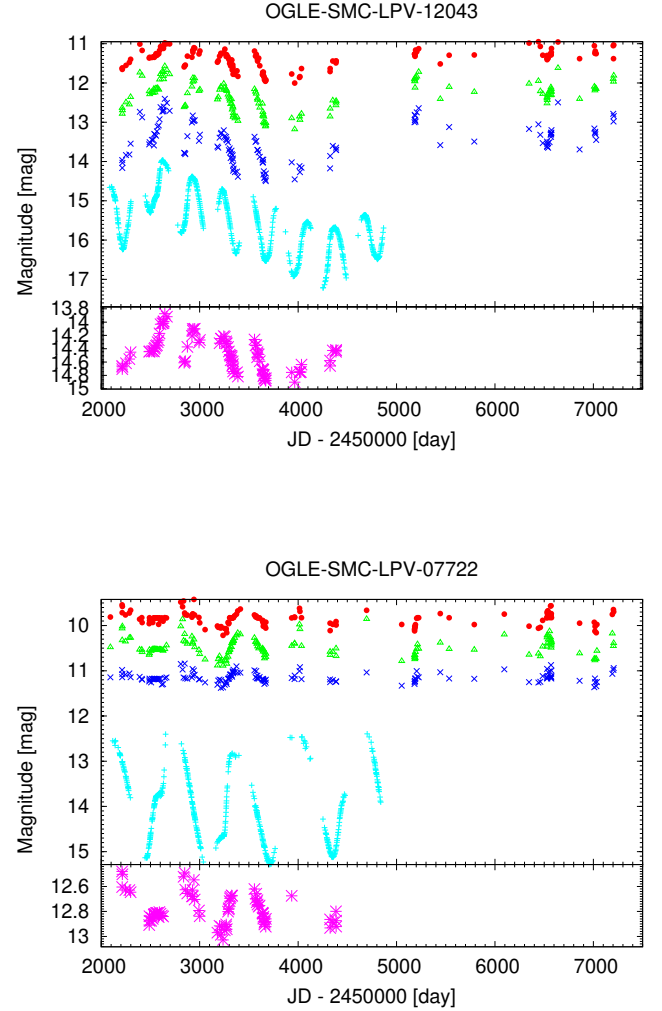 OGLE-SMC-LPV-12043
11
12
13
14
15
16
17
Magnitude [mag]
13.8
14
14.2
14.4
14.6
14.8
15
2000 3000 4000 5000 6000 7000
JD - 2450000 [day]
OGLE-SMC-LPV-07722
10
11
12
13
14
15
Magnitude [mag]
12.6
12.8
13
2000 3000 4000 5000 6000 7000
JD - 2450000 [day]